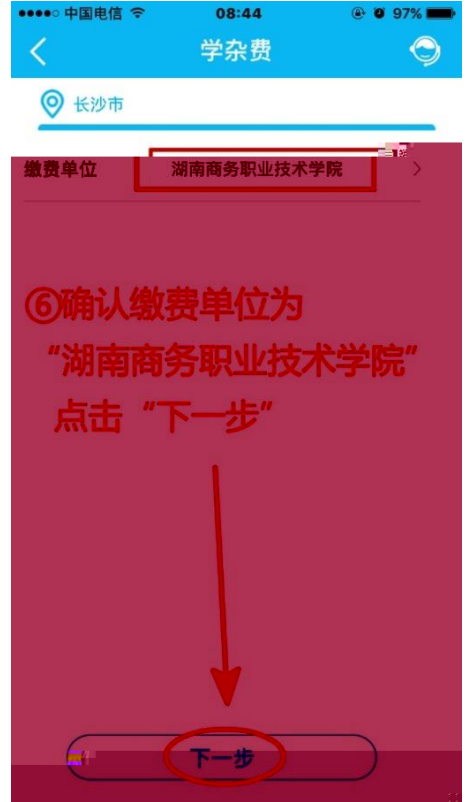 中国电信 08:44 97%
学杂费
长沙市
缴费单位 湖南商务职业技术学院
⑥确认缴费单位为
“湖南商务职业技术学院”
点击“下一步”
下一步